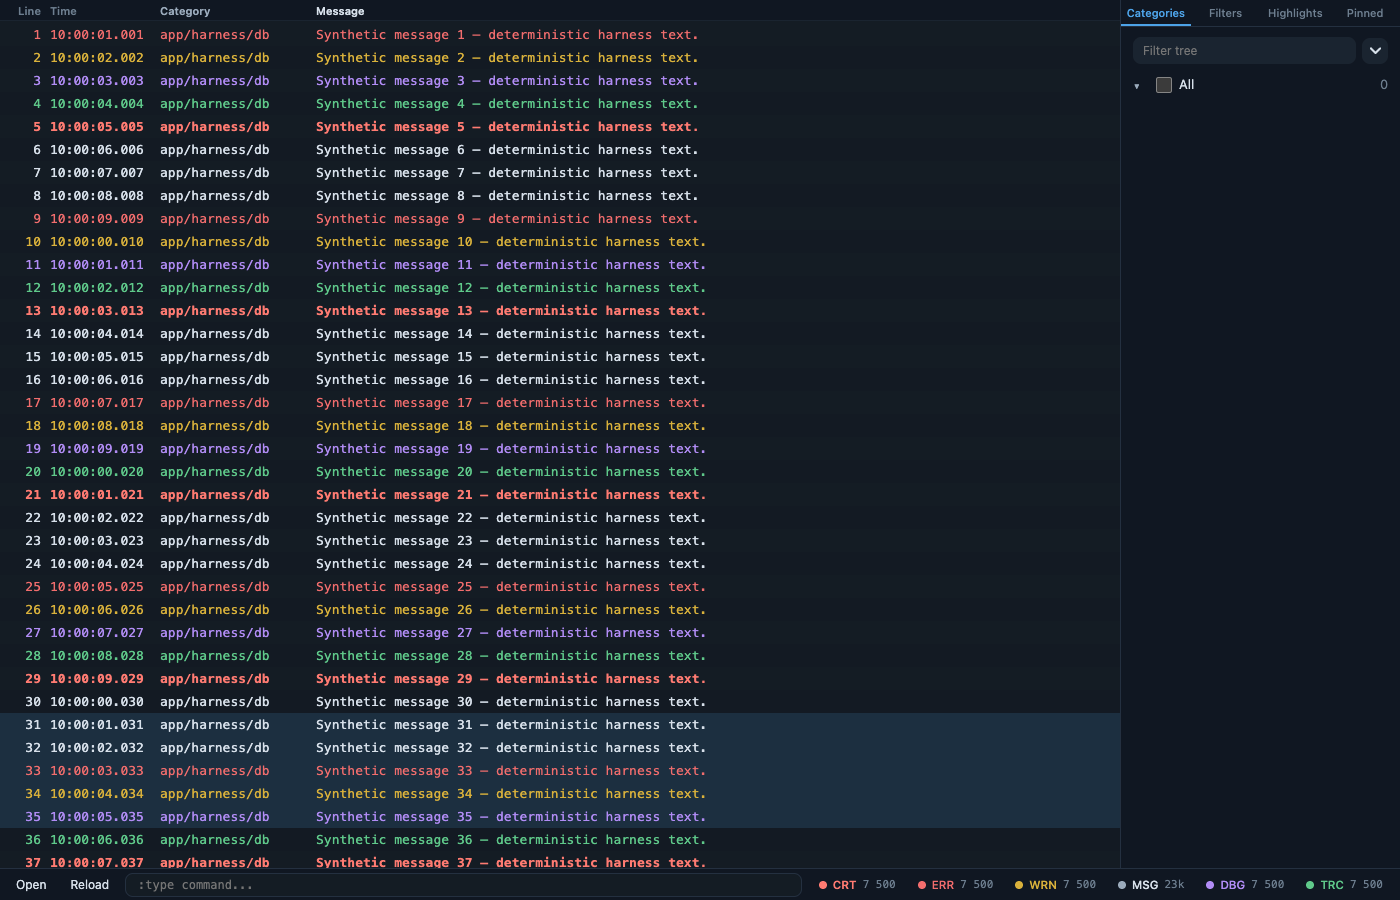 Line Time Category Message
1 10:00:01.001 app/harness/db Synthetic message 1 — deterministic harness text.
2 10:00:02.002 app/harness/db Synthetic message 2 — deterministic harness text.
3 10:00:03.003 app/harness/db Synthetic message 3 — deterministic harness text.
4 10:00:04.004 app/harness/db Synthetic message 4 — deterministic harness text.
5 10:00:05.005 app/harness/db Synthetic message 5 — deterministic harness text.
6 10:00:06.006 app/harness/db Synthetic message 6 — deterministic harness text.
7 10:00:07.007 app/harness/db Synthetic message 7 — deterministic harness text.
8 10:00:08.008 app/harness/db Synthetic message 8 — deterministic harness text.
9 10:00:09.009 app/harness/db Synthetic message 9 — deterministic harness text.
10 10:00:00.010 app/harness/db Synthetic message 10 — deterministic harness text.
11 10:00:01.011 app/harness/db Synthetic message 11 — deterministic harness text.
12 10:00:02.012 app/harness/db Synthetic message 12 — deterministic harness text.
13 10:00:03.013 app/harness/db Synthetic message 13 — deterministic harness text.
14 10:00:04.014 app/harness/db Synthetic message 14 — deterministic harness text.
15 10:00:05.015 app/harness/db Synthetic message 15 — deterministic harness text.
16 10:00:06.016 app/harness/db Synthetic message 16 — deterministic harness text.
17 10:00:07.017 app/harness/db Synthetic message 17 — deterministic harness text.
18 10:00:08.018 app/harness/db Synthetic message 18 — deterministic harness text.
19 10:00:09.019 app/harness/db Synthetic message 19 — deterministic harness text.
20 10:00:00.020 app/harness/db Synthetic message 20 — deterministic harness text.
21 10:00:01.021 app/harness/db Synthetic message 21 — deterministic harness text.
22 10:00:02.022 app/harness/db Synthetic message 22 — deterministic harness text.
23 10:00:03.023 app/harness/db Synthetic message 23 — deterministic harness text.
24 10:00:04.024 app/harness/db Synthetic message 24 — deterministic harness text.
25 10:00:05.025 app/harness/db Synthetic message 25 — deterministic harness text.
26 10:00:06.026 app/harness/db Synthetic message 26 — deterministic harness text.
27 10:00:07.027 app/harness/db Synthetic message 27 — deterministic harness text.
28 10:00:08.028 app/harness/db Synthetic message 28 — deterministic harness text.
29 10:00:09.029 app/harness/db Synthetic message 29 — deterministic harness text.
30 10:00:00.030 app/harness/db Synthetic message 30 — deterministic harness text.
31 10:00:01.031 app/harness/db Synthetic message 31 — deterministic harness text.
32 10:00:02.032 app/harness/db Synthetic message 32 — deterministic harness text.
33 10:00:03.033 app/harness/db Synthetic message 33 — deterministic harness text.
34 10:00:04.034 app/harness/db Synthetic message 34 — deterministic harness text.
35 10:00:05.035 app/harness/db Synthetic message 35 — deterministic harness text.
36 10:00:06.036 app/harness/db Synthetic message 36 — deterministic harness text.
37 10:00:07.037 app/harness/db Synthetic message 37 — deterministic harness text.
Categories Filters Highlights Pinned
Filter tree
All 0
Open Reload :type command... CRT 7 500 ERR 7 500 WRN 7 500 MSG 23k DBG 7 500 TRC 7 500